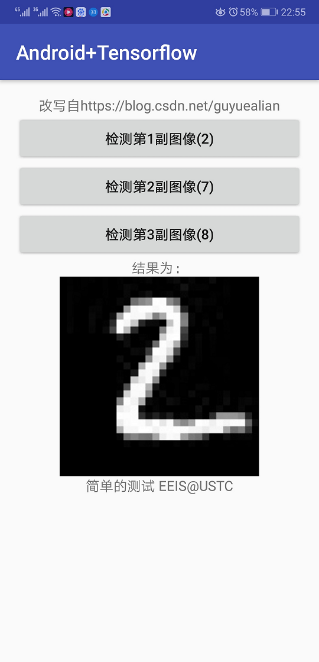 58% 22:55
Android+Tensorflow
改写自https://blog.csdn.net/guyuealian
检测第1副图像(2)
检测第2副图像(7)
检测第3副图像(8)
结果为:
2
简单的测试 EEIS@USTC